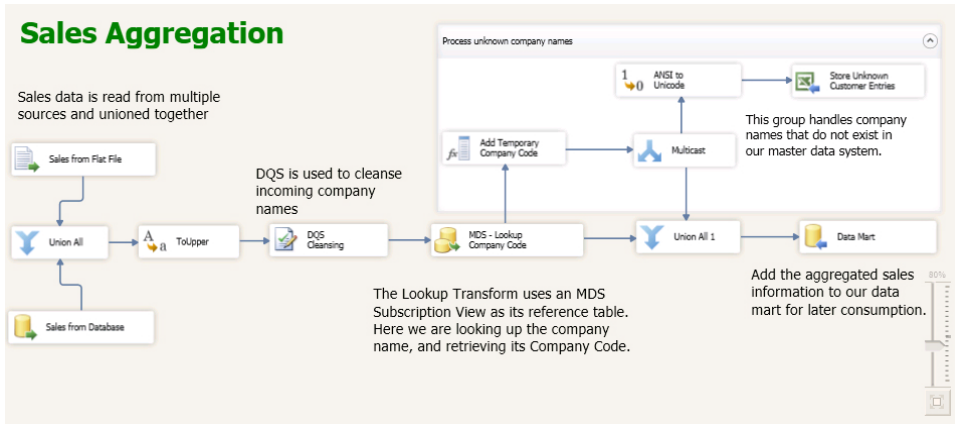 Sales Aggregation
Process unknown company names
1
0
ANSI to
Unicode
Store Unknown
Customer Entries
Sales data is read from multiple
sources and unioned together
This group handles company
names that do not exist in
our master data system.
fx
Add Temporary
Company Code
Multicast
Sales from Flat File
DQS is used to cleanse
incoming company
names
Union All
A
a
ToUpper
DQS
Cleansing
MDS - Lookup
Company Code
Union All 1
Data Mart
Sales from Database
The Lookup Transform uses an MDS
Subscription View as its reference table.
Here we are looking up the company
name, and retrieving its Company Code.
Add the aggregated sales
information to our data
mart for later consumption.
80%